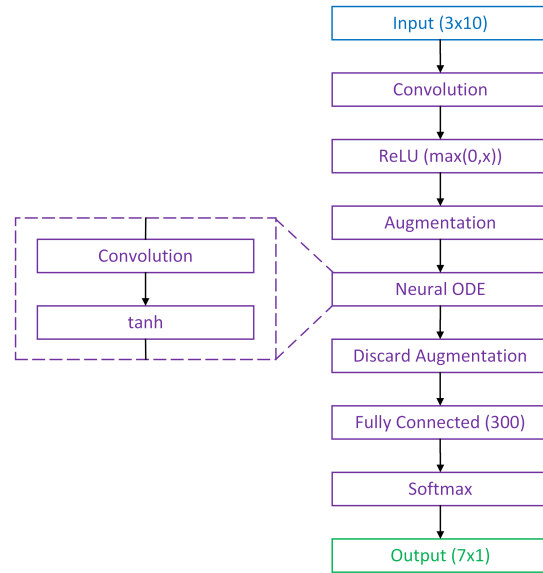 Input (3x10)
Convolution
ReLU (max(0,x))
Augmentation
Neural ODE
Convolution
tanh
Discard Augmentation
Fully Connected (300)
Softmax
Output (7x1)